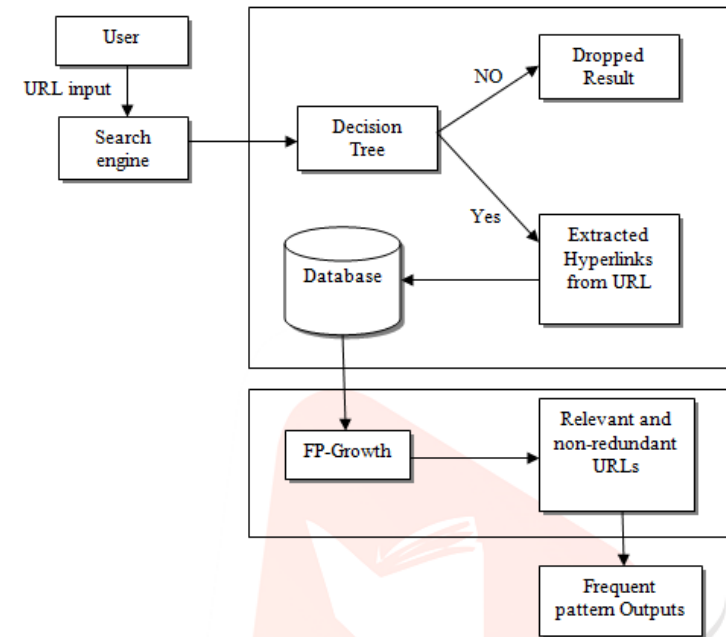 User
URL input
Search
engine
Decision
Tree
NO
Dropped
Result
Yes
Extracted
Hyperlinks
from URL
Database
FP-Growth
Relevant and
non-redundant
URLs
Frequent
pattern Outputs